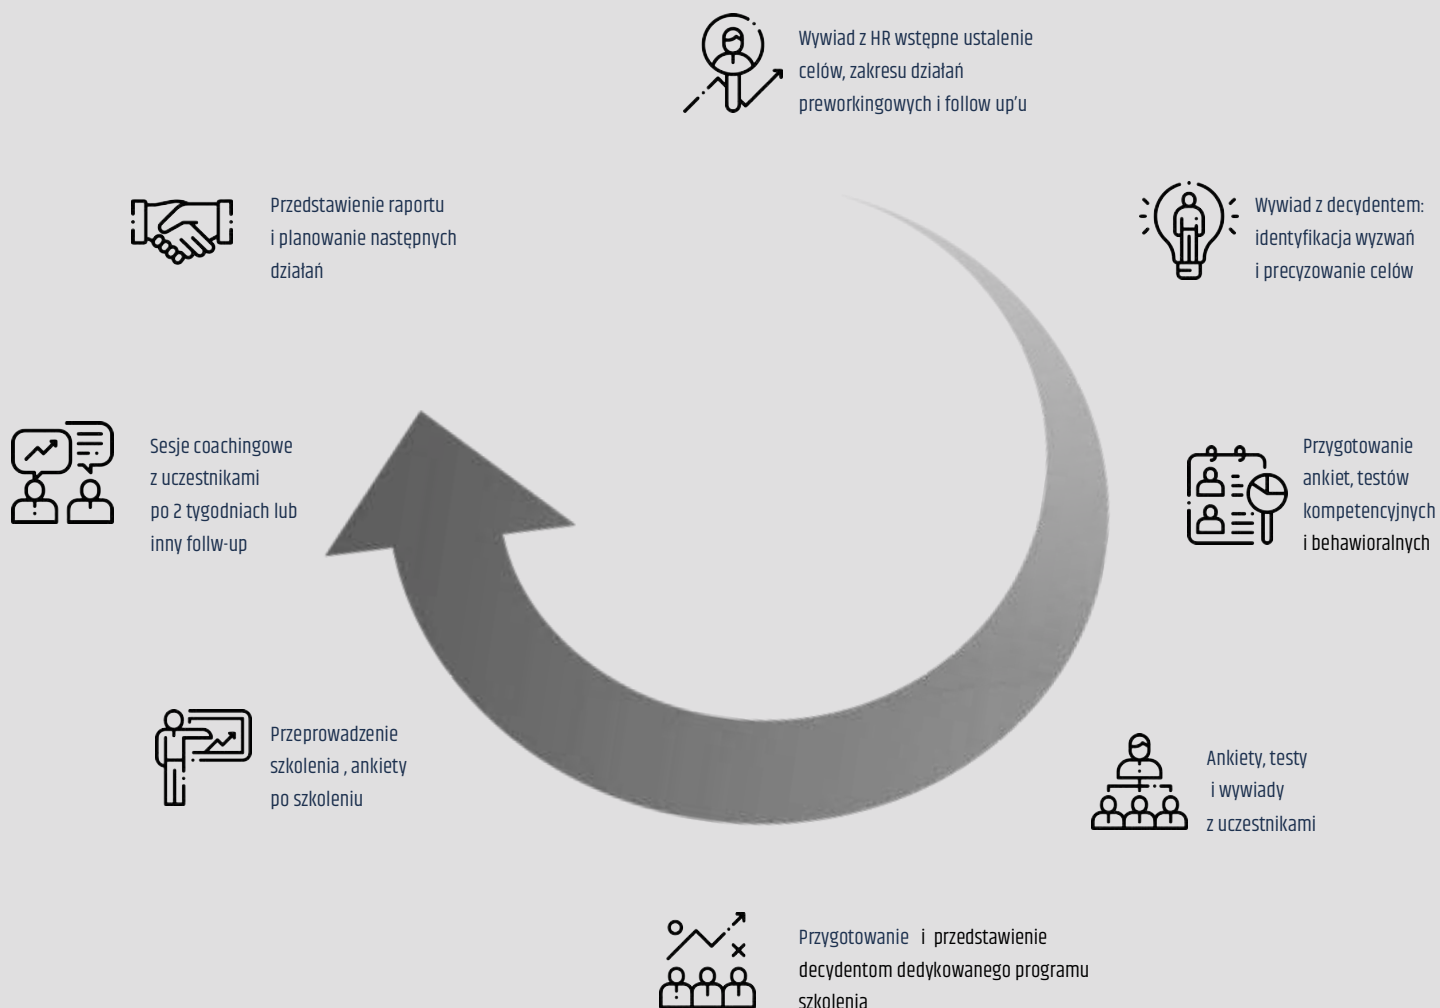 Wywiad z HR wstępne ustalenie
celów, zakresu działań
preworkingowych i follow up'u
Wywiad z decydentem:
identyfikacja wyzwań
i precyzowanie celów
Przygotowanie
ankiet, testów
kompetencyjnych
i behawioralnych
Ankiety, testy
i wywiady
z uczestnikami
Przygotowanie i przedstawienie
decydentom dedykowanego programu
szkolenia
Przeprowadzenie
szkolenia , ankiety
po szkoleniu
Sesje coachingowe
z uczestnikami
po 2 tygodniach lub
inny follw-up
Przedstawienie raportu
i planowanie następnych
działań